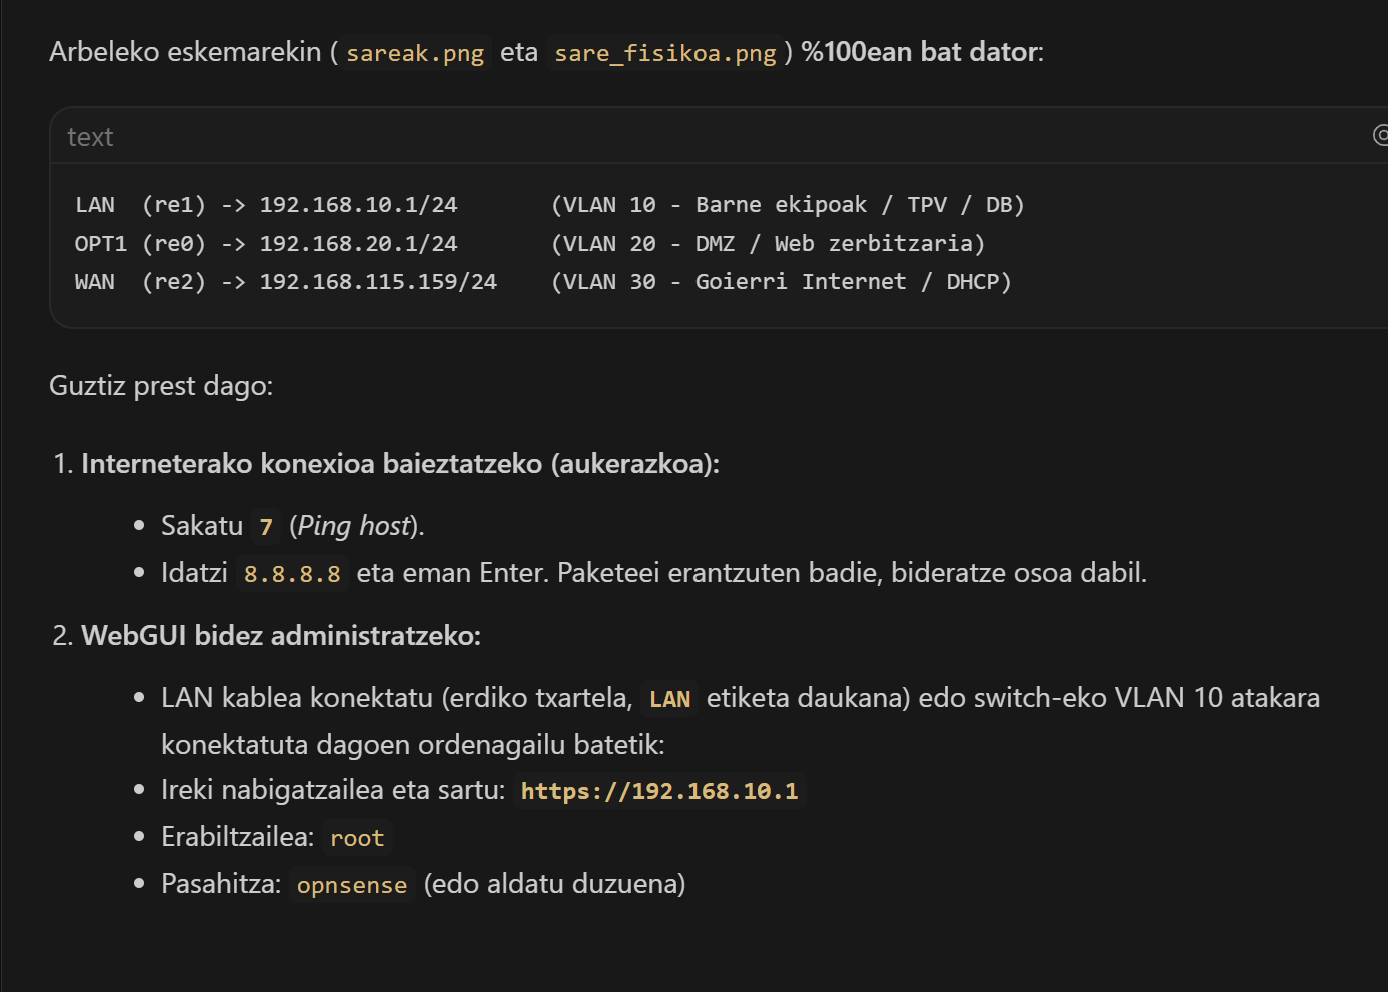 Arbeleko eskemarekin ( sareak.png eta sare_fisikoa.png ) %100ean bat dator:
text
LAN (re1) -> 192.168.10.1/24 (VLAN 10 - Barne ekipoak / TPV / DB)
OPT1 (re0) -> 192.168.20.1/24 (VLAN 20 - DMZ / Web zerbitzaria)
WAN (re2) -> 192.168.115.159/24 (VLAN 30 - Goierri Internet / DHCP)
Guztiz prest dago:
1. Interneterako konexioa baieztatzeko (aukerazkoa):
• Sakatu 7 (Ping host).
• Idatzi 8.8.8.8 eta eman Enter. Paketeei erantzuten badie, bideratze osoa dabil.
2. WebGUI bidez administratzeko:
• LAN kablea konektatu (erdiko txartela, LAN etiketa daukana) edo switch-eko VLAN 10 atakara
konektatuta dagoen ordenagailu batetik:
• Ireki nabigatzailea eta sartu: https://192.168.10.1
• Erabiltzailea: root
• Pasahitza: opnsense (edo aldatu duzuena)